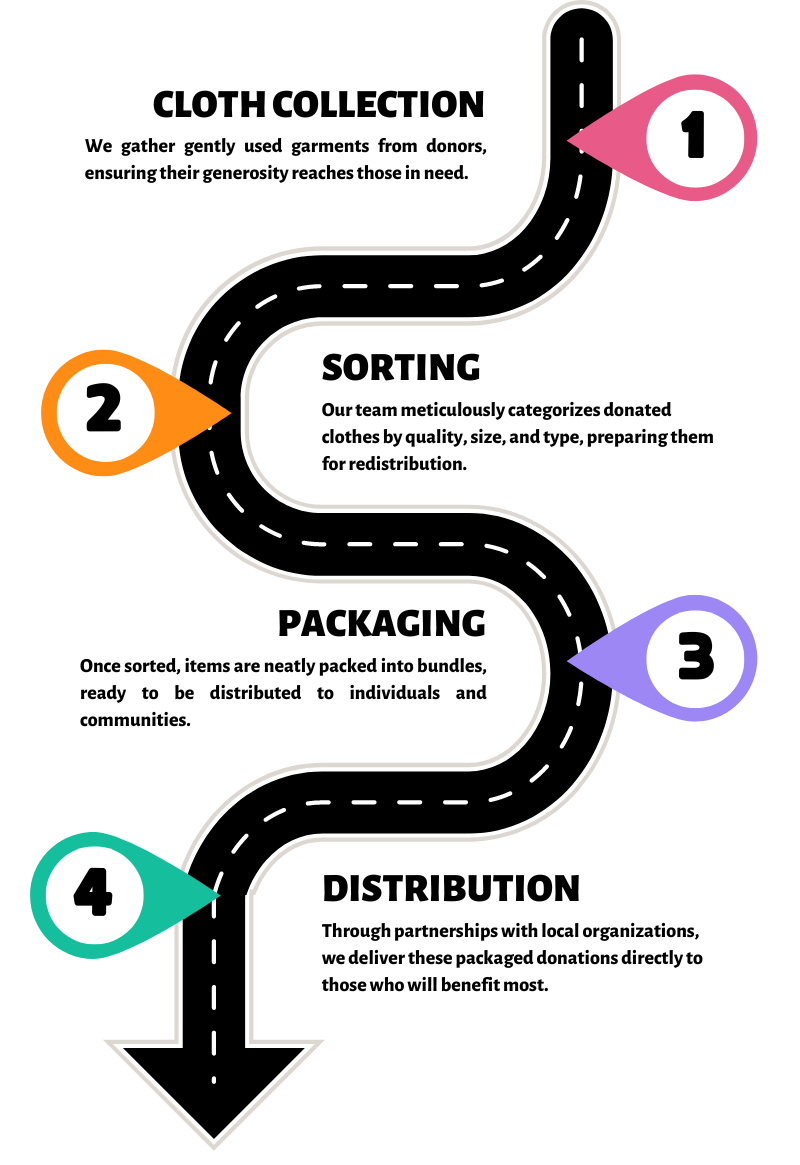 CLOTH COLLECTION
We gather gently used garments from donors,
ensuring their generosity reaches those in need.
1
2
SORTING
Our team meticulously categorizes donated
clothes by quality, size, and type, preparing them
for redistribution.
PACKAGING
Once sorted, items are neatly packed into bundles,
ready to be distributed to individuals and
communities.
3
4
DISTRIBUTION
Through partnerships with local organizations,
we deliver these packaged donations directly to
those who will benefit most.